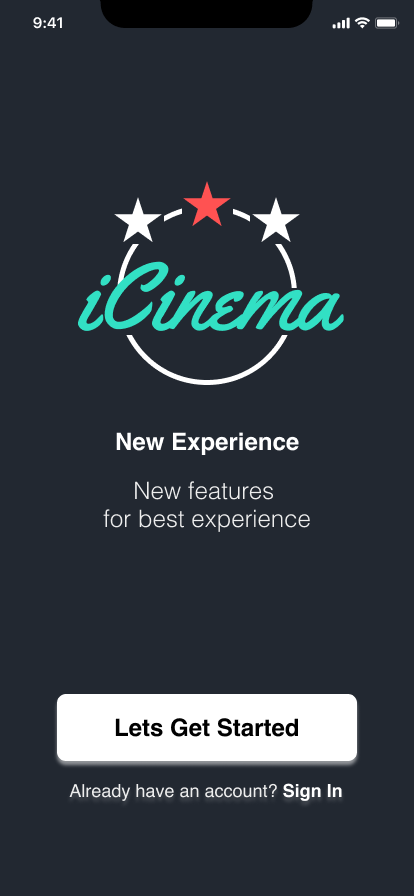 9:41
iCinema
New Experience
New features
for best experience
Lets Get Started
Already have an account? Sign In